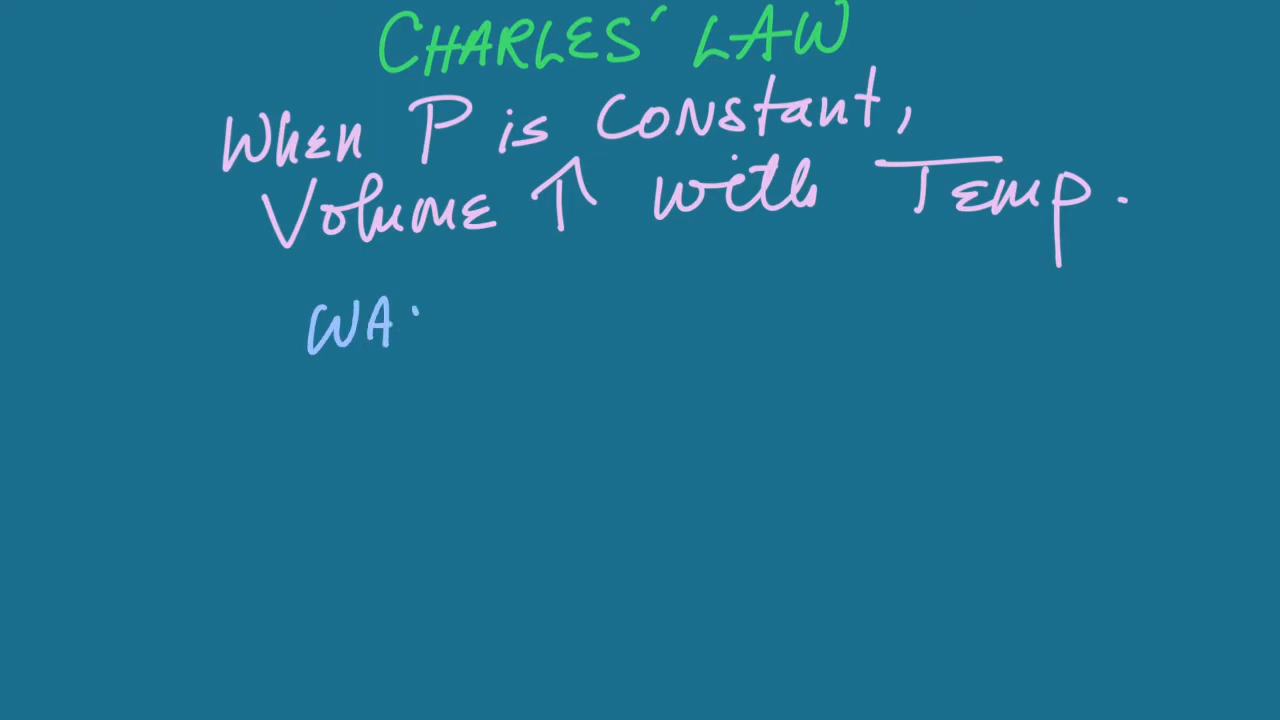 CHARLES' LAW
When P is constant,
Volume ↑ with Temp.
WA